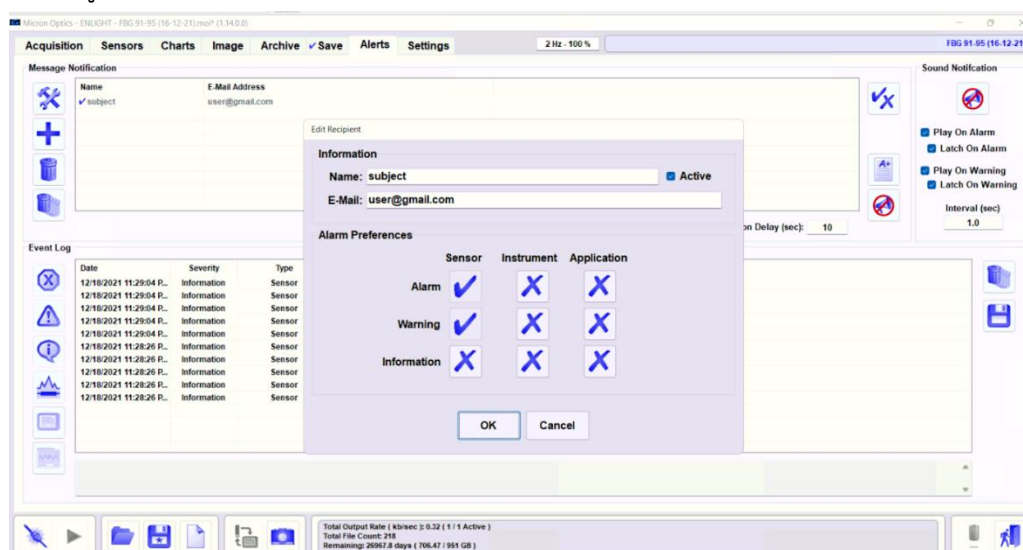 Micron Optics - ENLIGHT - FBG 91-95 (16-12-21).moi* (1.14.0.0)
Acquisition Sensors Charts Image Archive Save Alerts Settings 2 Hz - 100 % FBG 91-95 (16-12-21
Message Notification
Name E-Mail Address
subject user@gmail.com
Sound Notifcation
Play On Alarm
Latch On Alarm
Play On Warning
Latch On Warning
Interval (sec)
1.0
A+
on Delay (sec): 10
Edit Recipient
Information
Name: subject Active
E-Mail: user@gmail.com
Alarm Preferences
Sensor Instrument Application
Alarm
Warning
Information
OK Cancel
Event Log
Date Severity Type
12/18/2021 11:29:04 P... Information Sensor
12/18/2021 11:29:04 P... Information Sensor
12/18/2021 11:29:04 P... Information Sensor
12/18/2021 11:29:04 P... Information Sensor
12/18/2021 11:29:04 P... Information Sensor
12/18/2021 11:28:26 P... Information Sensor
12/18/2021 11:28:26 P... Information Sensor
12/18/2021 11:28:26 P... Information Sensor
12/18/2021 11:28:26 P... Information Sensor
12/18/2021 11:28:26 P... Information Sensor
Total Output Rate ( kb/sec ): 0.32 ( 1 / 1 Active )
Total File Count: 218
Remaining: 26967.8 days ( 706.47 / 951 GB )